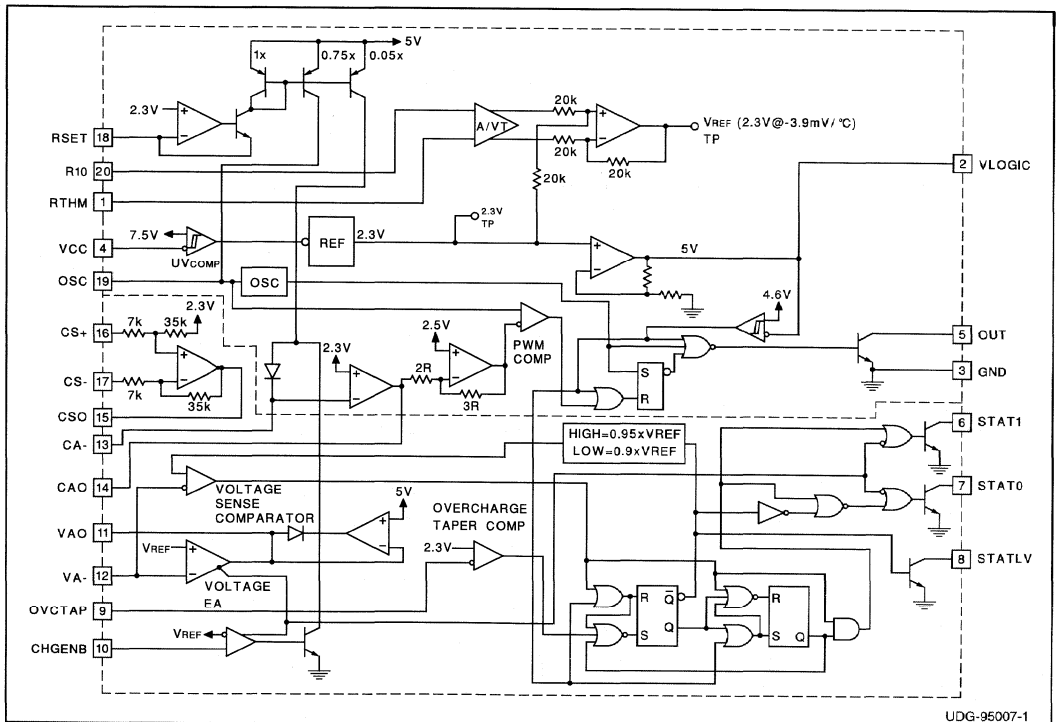 5V
1x
0.75x
0.05x
2.3V
RSET 18
R10 20
RTHM 1
VCC 4
OSC 19
CS+ 16
CS- 17
CSO 15
CA- 13
CAO 14
VAO 11
VA- 12
OVCTAP 9
CHGENB 10
A/VT
20k
20k
20k
20k
VREF (2.3V@-3.9mV/°C)
TP
2 VLOGIC
7.5V
UVCOMP
REF
2.3V
2.3V
TP
5V
4.6V
OSC
7k
35k
2.3V
7k
35k
2.3V
2R
2.5V
3R
PWM
COMP
S
R
5 OUT
3 GND
HIGH=0.95xVREF
LOW=0.9xVREF
6 STAT1
7 STAT0
8 STATLV
VOLTAGE
SENSE
COMPARATOR
5V
OVERCHARGE
TAPER COMP
2.3V
VREF
VOLTAGE
EA
VREF
R
Q
S
Q
R
S
Q
UDG-95007-1